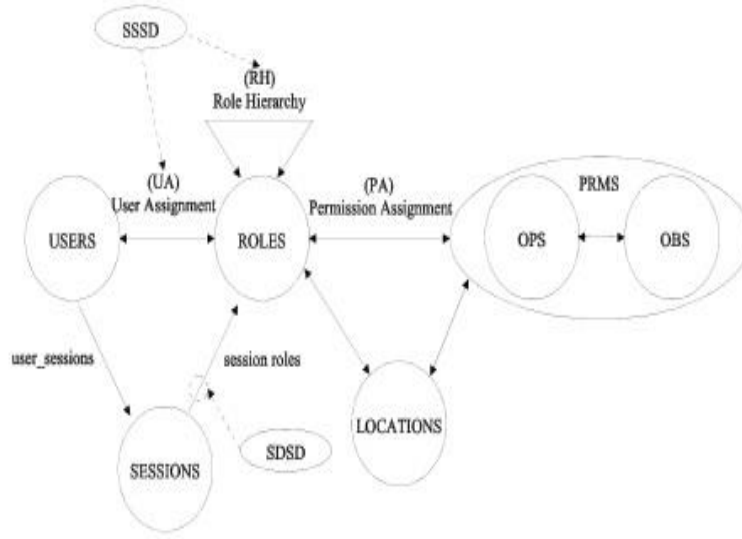 SSSD
(RH)
Role Hierarchy
(UA)
User Assignment
(PA)
Permission Assignment
PRMS
USERS
ROLES
OPS
OBS
user_sessions
session roles
LOCATIONS
SDSD
SESSIONS